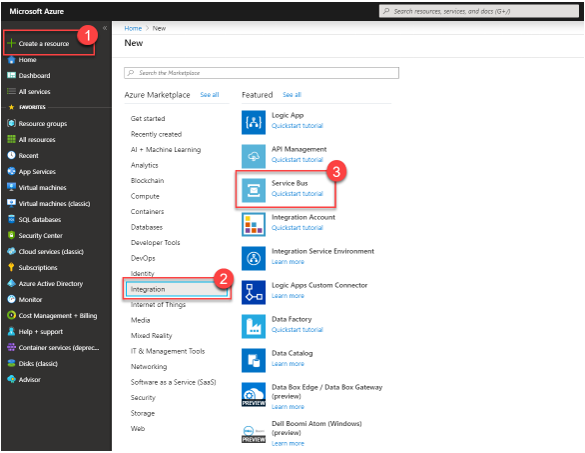 Microsoft Azure
Search resources, services, and docs (G+/)
«
1
Create a resource
Home
Dashboard
All services
FAVORITES
Resource groups
All resources
Recent
App Services
Virtual machines
Virtual machines (classic)
SQL databases
Security Center
Cloud services (classic)
Subscriptions
Azure Active Directory
Monitor
Cost Management + Billing
Help + support
Container services (deprec...
Disks (classic)
Advisor
Home > New
New
Search the Marketplace
Azure Marketplace See all
Get started
Recently created
AI + Machine Learning
Analytics
Blockchain
Compute
Containers
Databases
Developer Tools
DevOps
Identity
2
Integration
Internet of Things
Media
Mixed Reality
IT & Management Tools
Networking
Software as a Service (SaaS)
Security
Storage
Web
Featured See all
Logic App
Quickstart tutorial
API Management
Quickstart tutorial
3
Service Bus
Quickstart tutorial
Integration Account
Quickstart tutorial
Integration Service Environment
Learn more
Logic Apps Custom Connector
Learn more
Data Factory
Quickstart tutorial
Data Catalog
Learn more
Data Box Edge / Data Box Gateway
(preview)
PREVIEW
Learn more
Dell Boomi Atom (Windows)
(preview)
PREVIEW
Learn more